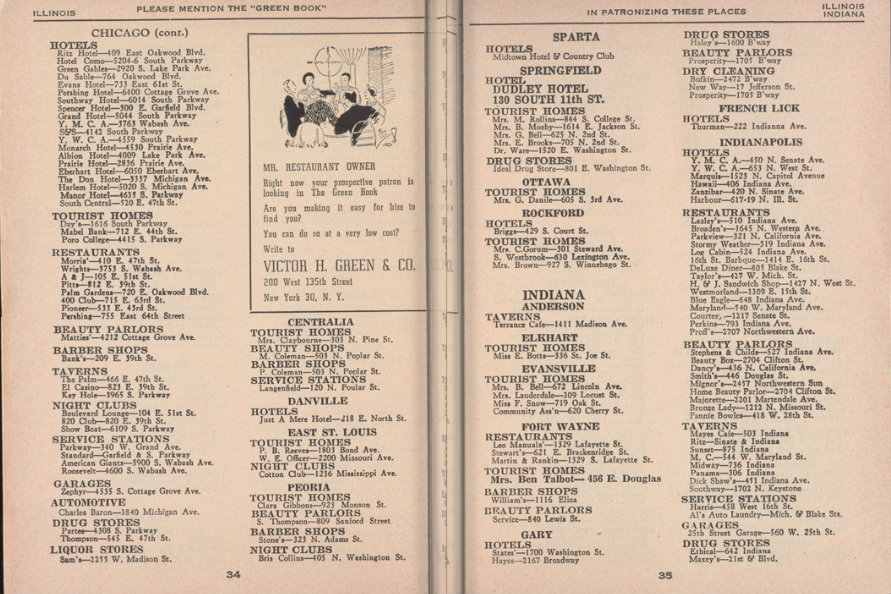 ILLINOIS
PLEASE MENTION THE "GREEN BOOK"
CHICAGO (cont.)
HOTELS
Ritz Hotel—409 East Oakwood Blvd.
Hotel Como—5204-6 South Parkway
Green Gables—2920 S. Lake Park Ave.
Du Sable—764 Oakwood Blvd.
Evans Hotel—733 East 61st St.
Pershing Hotel—6400 Cottage Grove Ave.
Southway Hotel—6014 South Parkway
Spencer Hotel—300 E. Garfield Blvd.
Grand Hotel—5044 South Parkway
Y. M. C. A.—3763 Wabash Ave.
S&S—4142 South Parkway
Y. W. C. A.—4559 South Parkway
Monarch Hotel—4530 Prairie Ave.
Albion Hotel—4009 Lake Park Ave.
Prairie Hotel—2836 Prairie Ave.
Eberhart Hotel—6050 Eberhart Ave.
The Don Hotel—3337 Michigan Ave.
Harlem Hotel—5020 S. Michigan Ave.
Manor Hotel—4635 S. Parkway
South Central—520 E. 47th St.
TOURIST HOMES
Day's—1616 South Parkway
Mabel Bank—712 E. 44th St.
Poro College—4415 S. Parkway
RESTAURANTS
Morris'—410 E. 47th St.
Wrights—3753 S. Wabash Ave.
A & J—105 E. 51st St.
Pitts—812 E. 39th St.
Palm Gardens—720 E. Oakwood Blvd.
400 Club—715 E. 63rd St.
Pioneer—533 E. 43rd St.
Pershing—755 East 64th Street
BEAUTY PARLORS
Matties'—4212 Cottage Grove Ave.
BARBER SHOPS
Bank's—209 E. 39th St.
TAVERNS
The Palm—466 E. 47th St.
El Casino—823 E. 39th St.
Key Hole—3965 S. Parkway
NIGHT CLUBS
Boulevard Lounge—104 E. 51st St.
820 Club—820 E. 39th St.
Show Boat—6109 S. Parkway
SERVICE STATIONS
Parkway—340 W. Grand Ave.
Standard—Garfield & S. Parkway
American Giants—5900 S. Wabash Ave.
Roosevelt—4600 S. Wabash Ave.
GARAGES
Zephyr—4535 S. Cottage Grove Ave.
AUTOMOTIVE
Charles Baron—3840 Michigan Ave.
DRUG STORES
Partee—4308 S. Parkway
Thompson—545 E. 47th St.
LIQUOR STORES
Sam's—2255 W. Madison St.
MR. RESTAURANT OWNER
Right now your prospective patron is
looking in The Green Book
Are you making it easy for him to
find you?
You can do so at a very low cost?
Write to
VICTOR H. GREEN & CO.
200 West 135th Street
New York 30, N. Y.
CENTRALIA
TOURIST HOMES
Mrs. Claybourne—303 N. Pine St.
BEAUTY SHOPS
M. Coleman—503 N. Poplar St.
BARBER SHOPS
P. Coleman—503 N. Poplar St.
SERVICE STATIONS
Langenfield—120 N. Poular St.
DANVILLE
HOTELS
Just A Mere Hotel—218 E. North St.
EAST ST. LOUIS
TOURIST HOMES
P. B. Reeves—1803 Bond Ave.
W. E. Officer—2200 Missouri Ave.
NIGHT CLUBS
Cotton Club—1236 Mississippi Ave.
PEORIA
TOURIST HOMES
Clara Gibbons—923 Monson St.
BEAUTY PARLORS
S. Thompson—809 Sanford Street
BARBER SHOPS
Stone's—323 N. Adams St.
NIGHT CLUBS
Bris Collins—405 N. Washington St.
34
IN PATRONIZING THESE PLACES
ILLINOIS
INDIANA
SPARTA
HOTELS
Midtown Hotel & Country Club
SPRINGFIELD
HOTEL
DUDLEY HOTEL
130 SOUTH 11th ST.
TOURIST HOMES
Mrs. M. Rollins—844 S. College St.
Mrs. B. Mosby—1614 E. Jackson St.
Mrs. G. Bell—625 N. 2nd St.
Mrs. E. Brooks—705 N. 2nd St.
Dr. Ware—1520 E. Washington St.
DRUG STORES
Ideal Drug Store—801 E. Washington St.
OTTAWA
TOURIST HOMES
Mrs. G. Danile—605 S. 3rd Ave.
ROCKFORD
HOTELS
Briggs—429 S. Court St.
TOURIST HOMES
Mrs. C.Gorum—301 Steward Ave.
S. Westbrook—630 Lexington Ave.
Mrs. Brown—927 S. Winnebago St.
INDIANA
ANDERSON
TAVERNS
Terrance Cafe—1411 Madison Ave.
ELKHART
TOURIST HOMES
Miss E. Botts—336 St. Joe St.
EVANSVILLE
TOURIST HOMES
Mrs. B. Bell—672 Lincoln Ave.
Mrs. Lauderdale—309 Locust St.
Miss F. Snow—719 Oak St.
Community Ass'n—620 Cherry St.
FORT WAYNE
RESTAURANTS
Leo Manuals'—1329 Lafayette St.
Stewart's—621 E. Brackenridge St.
Martin & Rankin—1329 S. Lafayette St.
TOURIST HOMES
Mrs. Ben Talbot— 456 E. Douglas
BARBER SHOPS
William's—1116 Eliza
BEAUTY PARLORS
Service—840 Lewis St.
GARY
HOTELS
States'—1700 Washington St.
Hayes—2167 Broadway
DRUG STORES
Haley's—1600 B'way
BEAUTY PARLORS
Prosperity—1705 B'way
DRY CLEANING
Bufkin—2472 B'way
New Way—17 Jefferson St.
Prosperity—1705 B'way
FRENCH LICK
HOTELS
Thurman—222 Indianna Ave.
INDIANAPOLIS
HOTELS
Y. M. C. A.—450 N. Senate Ave.
Y. W. C. A.—653 N. West St.
Marquis—1523 N. Capitol Avenue
Hawaii—406 Indiana Ave.
Zanzibar—420 N. Sinate Ave.
Harbour—617-19 N. Ill. St.
RESTAURANTS
Lasley's—510 Indiana Ave.
Broaden's—1645 N. Western Ave.
Parkview—321 N. California Ave.
Stormy Weather—319 Indiana Ave.
Log Cabin—524 Indiana Ave.
16th St. Barbque—1414 E. 16th St.
DeLuxe Diner—805 Blake St.
Taylor's—427 W. Mich. St.
H. & J. Sandwich Shop—1427 N. West St.
Westmorland—1309 E. 15th St.
Blue Eagle—648 Indiana Ave.
Maryland—540 W. Maryland Ave.
Courtesy—1217 Senate St.
Perkins—793 Indiana Ave.
Proff's—2707 Northwestern Ave.
BEAUTY PARLORS
Stephens & Childs—527 Indiana Ave.
Beauty Box—2704 Clifton St.
Dancy's—436 N. California Ave.
Smith's—446 Douglas St.
Mignor's—2457 Northwestern Sun
Home Beauty Parlor—2704 Clifton St.
Majorette—2201 Martendale Ave.
Bronze Lady—1212 N. Missouri St.
Fannie Bowles—418 W. 28th St.
TAVERNS
Mayes Cafe—503 Indiana
Ritz—Sinate & Indiana
Sunset—875 Indiana
M. C.—544 W. Maryland St.
Midway—736 Indiana
Panama—306 Indiana
Dick Shaw's—451 Indiana Ave.
Southway—1702 N. Keystone
SERVICE STATIONS
Harris—458 West 16th St.
Al's Auto Laundry—Mich. & Blake Sts.
GARAGES
25th Street Garage—560 W. 25th St.
DRUG STORES
Ethical—642 Indiana
Maxey's—21st & Blvd.
35